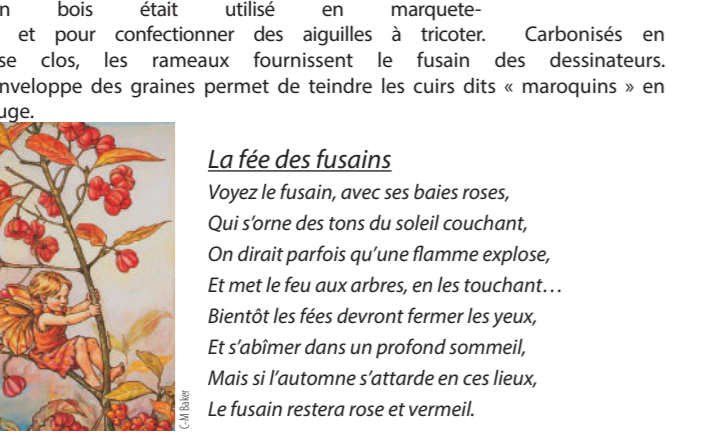 n bois était utilisé en marquete-
et pour confectionner des aiguilles à tricoter. Carbonisés en
se clos, les rameaux fournissent le fusain des dessinateurs.
nveloppe des graines permet de teindre les cuirs dits « maroquins » en
uge.
La fée des fusains
Voyez le fusain, avec ses baies roses,
Qui s’orne des tons du soleil couchant,
On dirait parfois qu’une flamme explose,
Et met le feu aux arbres, en les touchant…
Bientôt les fées devront fermer les yeux,
Et s’abîmer dans un profond sommeil,
Mais si l’automne s’attarde en ces lieux,
Le fusain restera rose et vermeil.
C-M Baker